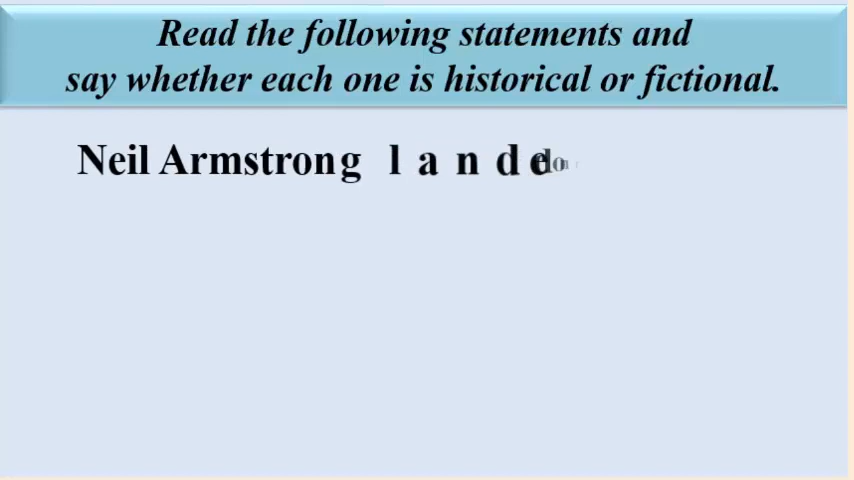 Read the following statements and
say whether each one is historical or fictional.
Neil Armstrong lande